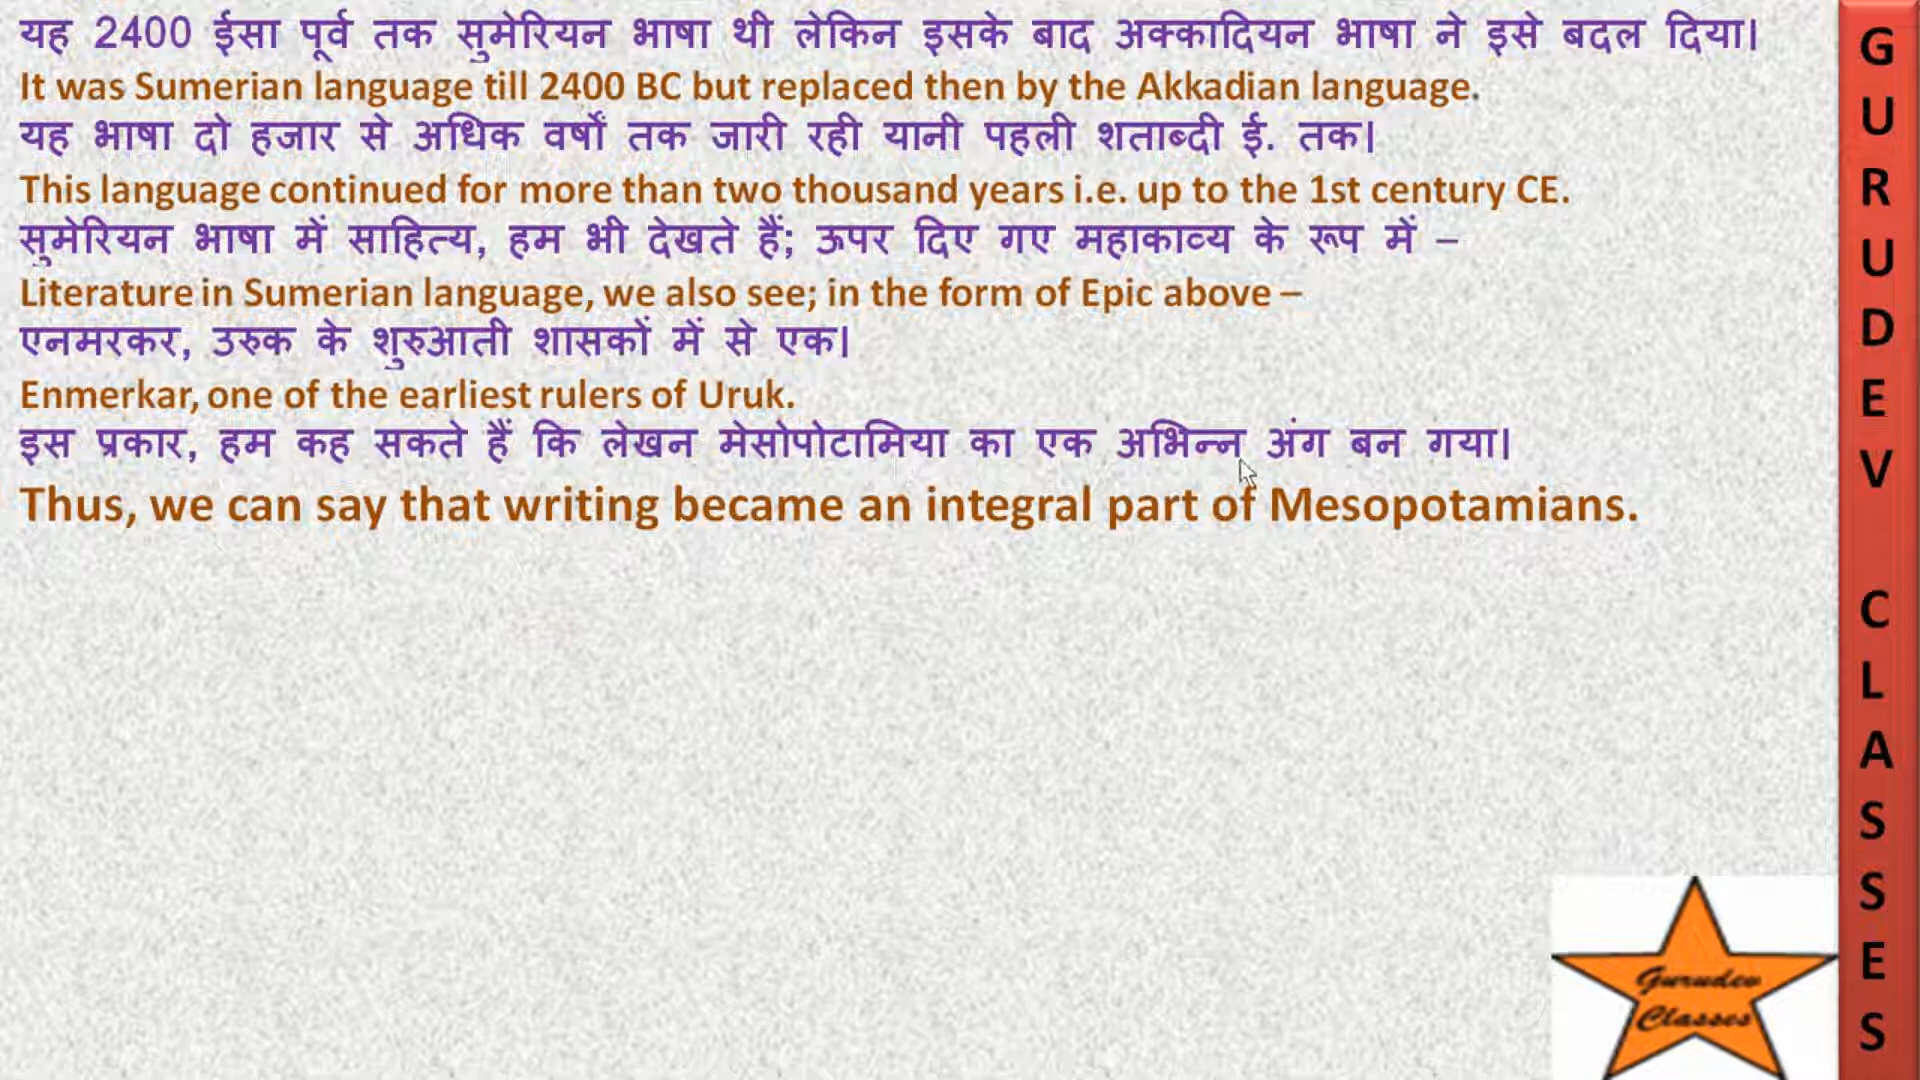 यह 2400 ईसा पूर्व तक सुमेरियन भाषा थी लेकिन इसके बाद अक्कादियन भाषा ने इसे बदल दिया।
It was Sumerian language till 2400 BC but replaced then by the Akkadian language.
यह भाषा दो हजार से अधिक वर्षों तक जारी रही यानी पहली शताब्दी ई. तक।
This language continued for more than two thousand years i.e. up to the 1st century CE.
सुमेरियन भाषा में साहित्य, हम भी देखते हैं; ऊपर दिए गए महाकाव्य के रूप में –
Literature in Sumerian language, we also see; in the form of Epic above –
एनमरकर, उरुक के शुरुआती शासकों में से एक।
Enmerkar, one of the earliest rulers of Uruk.
इस प्रकार, हम कह सकते हैं कि लेखन मेसोपोटामिया का एक अभिन्न अंग बन गया।
Thus, we can say that writing became an integral part of Mesopotamians.
GURUDEV CLASSES
Gurudev
Classes